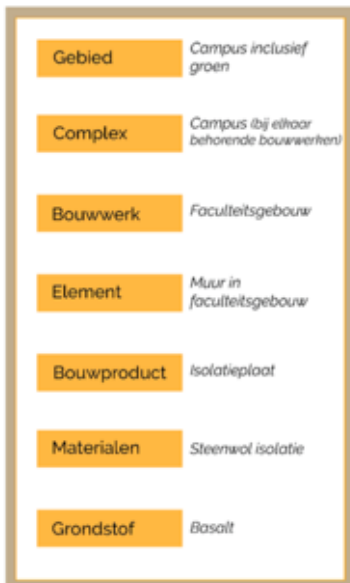 Gebied
Campus inclusief
groen
Complex
Campus (bij elkaar
behorende bouwwerken)
Bouwwerk
Faculteitsgebouw
Element
Muur in
faculteitsgebouw
Bouwproduct
Isolatieplaat
Materialen
Steenwol isolatie
Grondstof
Basalt